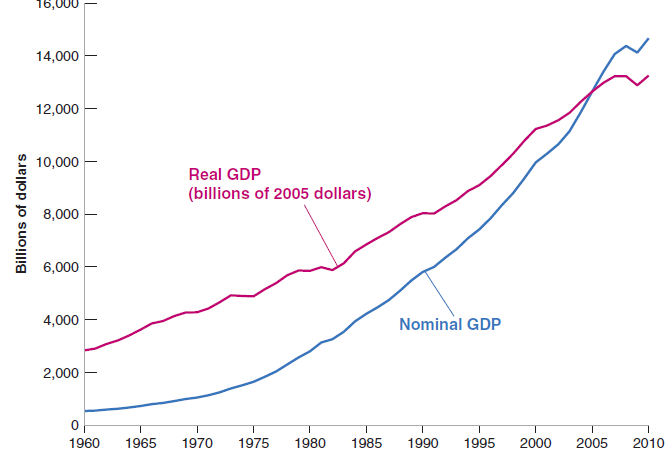 16,000
14,000
12,000
10,000
8,000
6,000
4,000
2,000
0
Billions of dollars
Real GDP
(billions of 2005 dollars)
Nominal GDP
1960 1965 1970 1975 1980 1985 1990 1995 2000 2005 2010